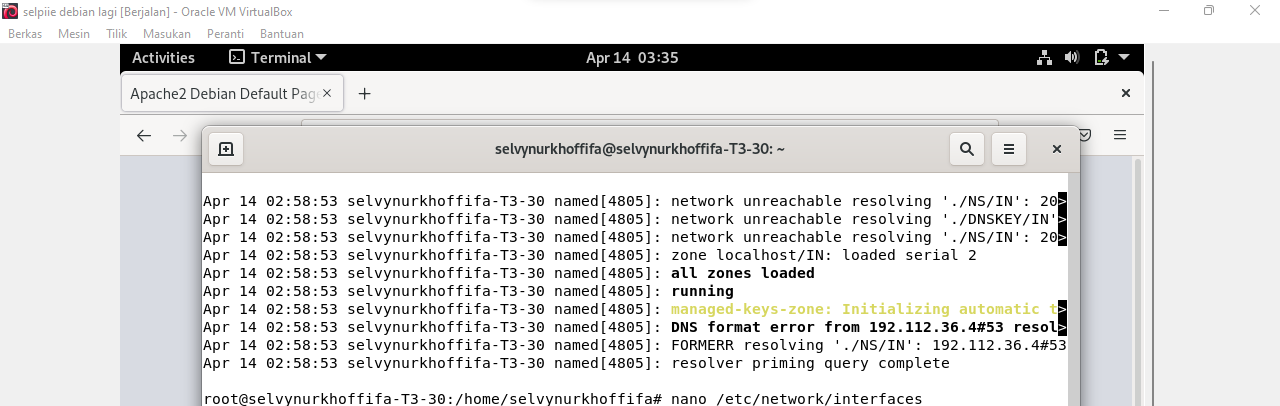 selpiie debian lagi [Berjalan] - Oracle VM VirtualBox
Berkas Mesin Tilik Masukan Peranti Bantuan
Activities Terminal Apr 14 03:35
Apache2 Debian Default Page
selvynurkhoffifa@selvynurkhoffifa-T3-30: ~
Apr 14 02:58:53 selvynurkhoffifa-T3-30 named[4805]: network unreachable resolving './NS/IN': 20>
Apr 14 02:58:53 selvynurkhoffifa-T3-30 named[4805]: network unreachable resolving './DNSKEY/IN'>
Apr 14 02:58:53 selvynurkhoffifa-T3-30 named[4805]: network unreachable resolving './NS/IN': 20>
Apr 14 02:58:53 selvynurkhoffifa-T3-30 named[4805]: zone localhost/IN: loaded serial 2
Apr 14 02:58:53 selvynurkhoffifa-T3-30 named[4805]: all zones loaded
Apr 14 02:58:53 selvynurkhoffifa-T3-30 named[4805]: running
Apr 14 02:58:53 selvynurkhoffifa-T3-30 named[4805]: managed-keys-zone: Initializing automatic t>
Apr 14 02:58:53 selvynurkhoffifa-T3-30 named[4805]: DNS format error from 192.112.36.4#53 resol>
Apr 14 02:58:53 selvynurkhoffifa-T3-30 named[4805]: FORMERR resolving './NS/IN': 192.112.36.4#53
Apr 14 02:58:53 selvynurkhoffifa-T3-30 named[4805]: resolver priming query complete
root@selvynurkhoffifa-T3-30:/home/selvynurkhoffifa# nano /etc/network/interfaces